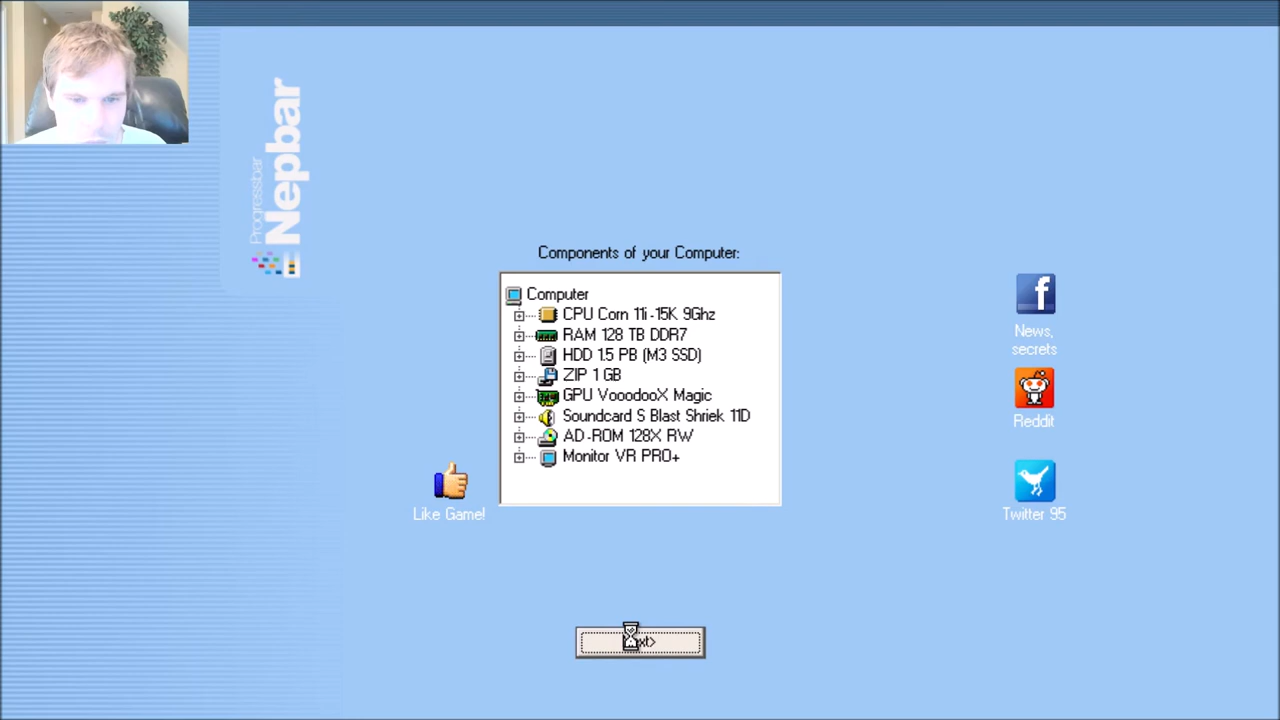 Progressbar
Nepbar
Components of your Computer:
Computer
CPU Corn 11i-15K 9Ghz
RAM 128 TB DDR7
HDD 1.5 PB (M3 SSD)
ZIP 1 GB
GPU VooodooX Magic
Soundcard S Blast Shriek 11D
AD-ROM 128X RW
Monitor VR PRO+
Like Game!
News,
secrets
Reddit
Twitter 95